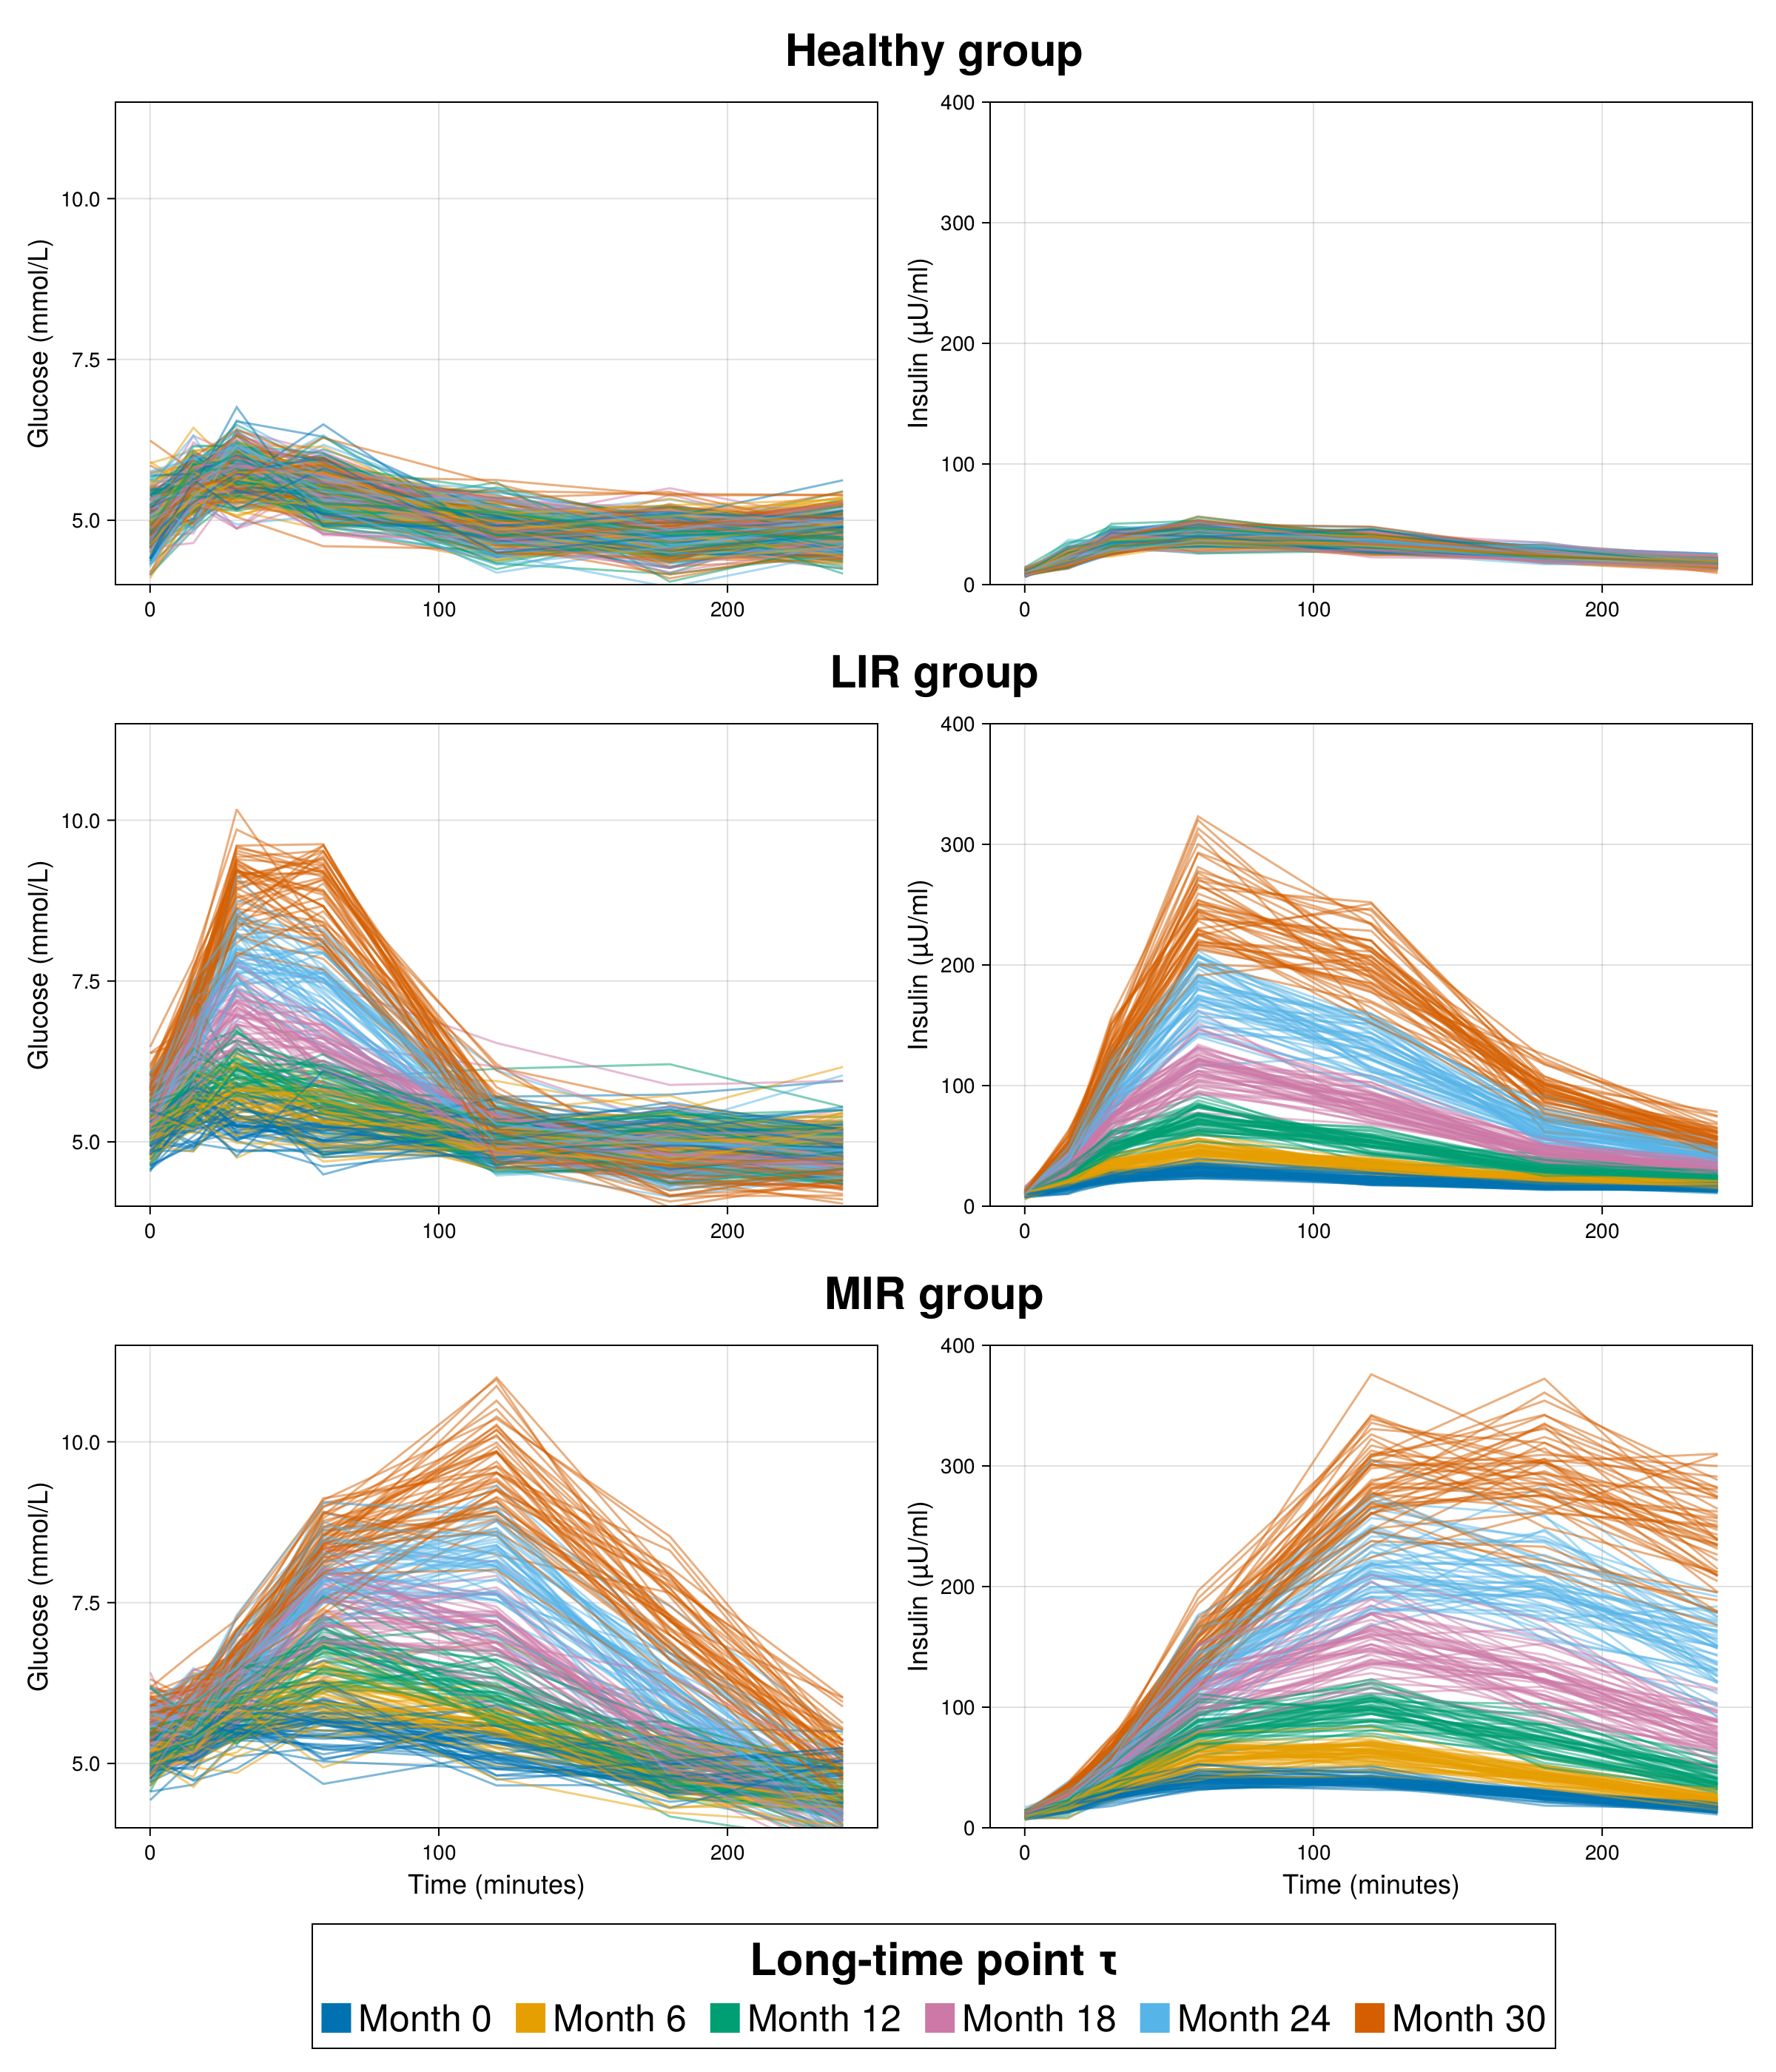 Healthy group
Glucose (mmol/L)
10.0
7.5
5.0
0 100 200
Insulin (µU/ml)
400
300
200
100
0
0 100 200
LIR group
Glucose (mmol/L)
10.0
7.5
5.0
0 100 200
Insulin (µU/ml)
400
300
200
100
0
0 100 200
MIR group
Glucose (mmol/L)
10.0
7.5
5.0
0 100 200
Time (minutes)
Insulin (µU/ml)
400
300
200
100
0
0 100 200
Time (minutes)
Long-time point τ
Month 0 Month 6 Month 12 Month 18 Month 24 Month 30